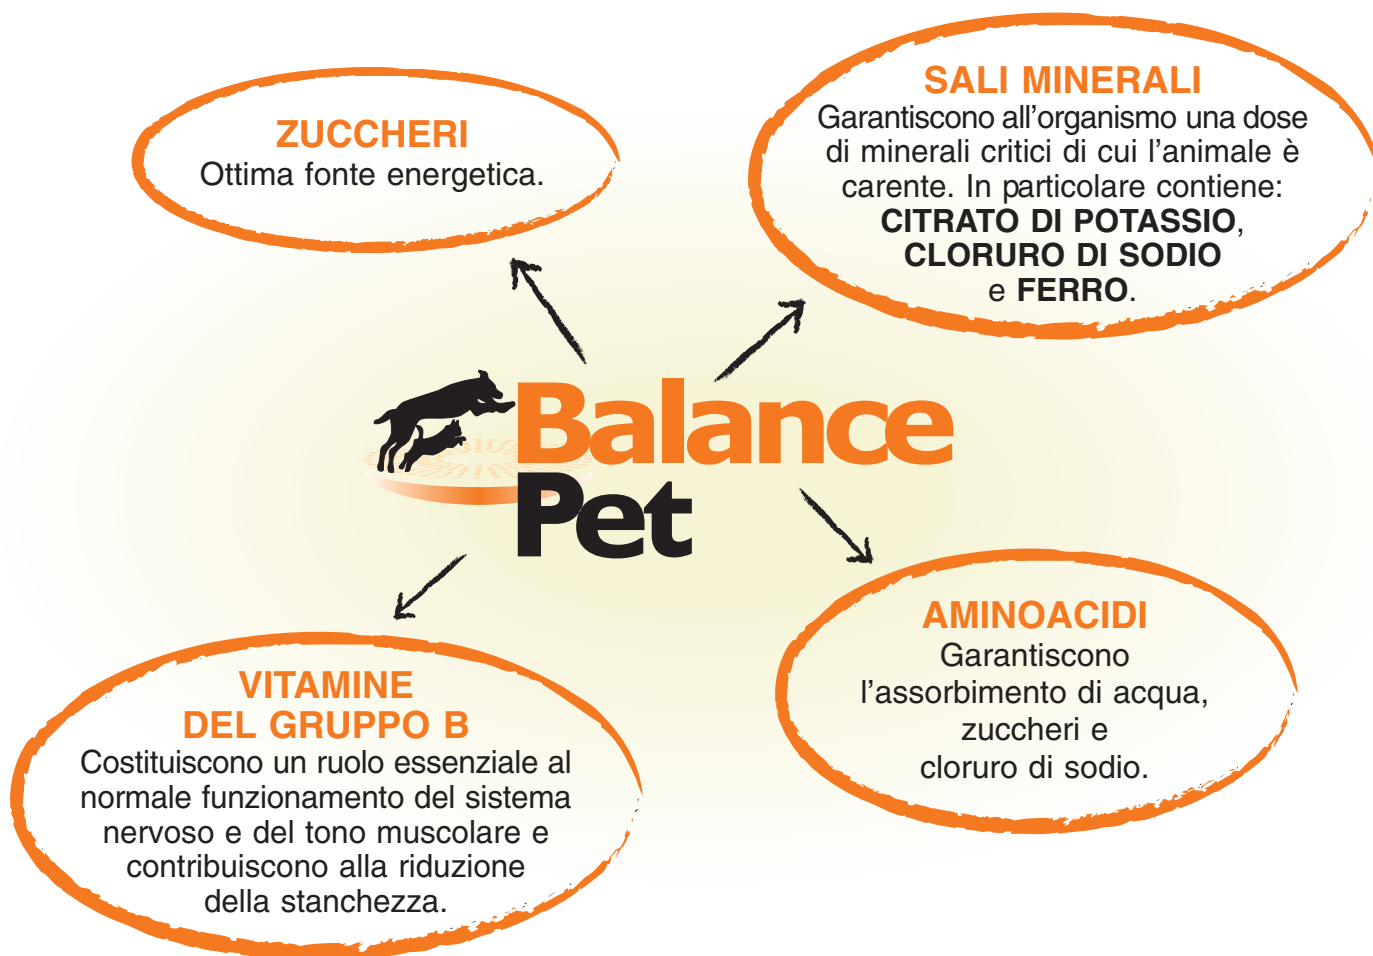 ZUCCHERI
Ottima fonte energetica.
SALI MINERALI
Garantiscono all’organismo una dose
di minerali critici di cui l’animale è
carente. In particolare contiene:
CITRATO DI POTASSIO,
CLORURO DI SODIO
e FERRO.
Balance
Pet
VITAMINE
DEL GRUPPO B
Costituiscono un ruolo essenziale al
normale funzionamento del sistema
nervoso e del tono muscolare e
contribuiscono alla riduzione
della stanchezza.
AMINOACIDI
Garantiscono
l’assorbimento di acqua,
zuccheri e
cloruro di sodio.